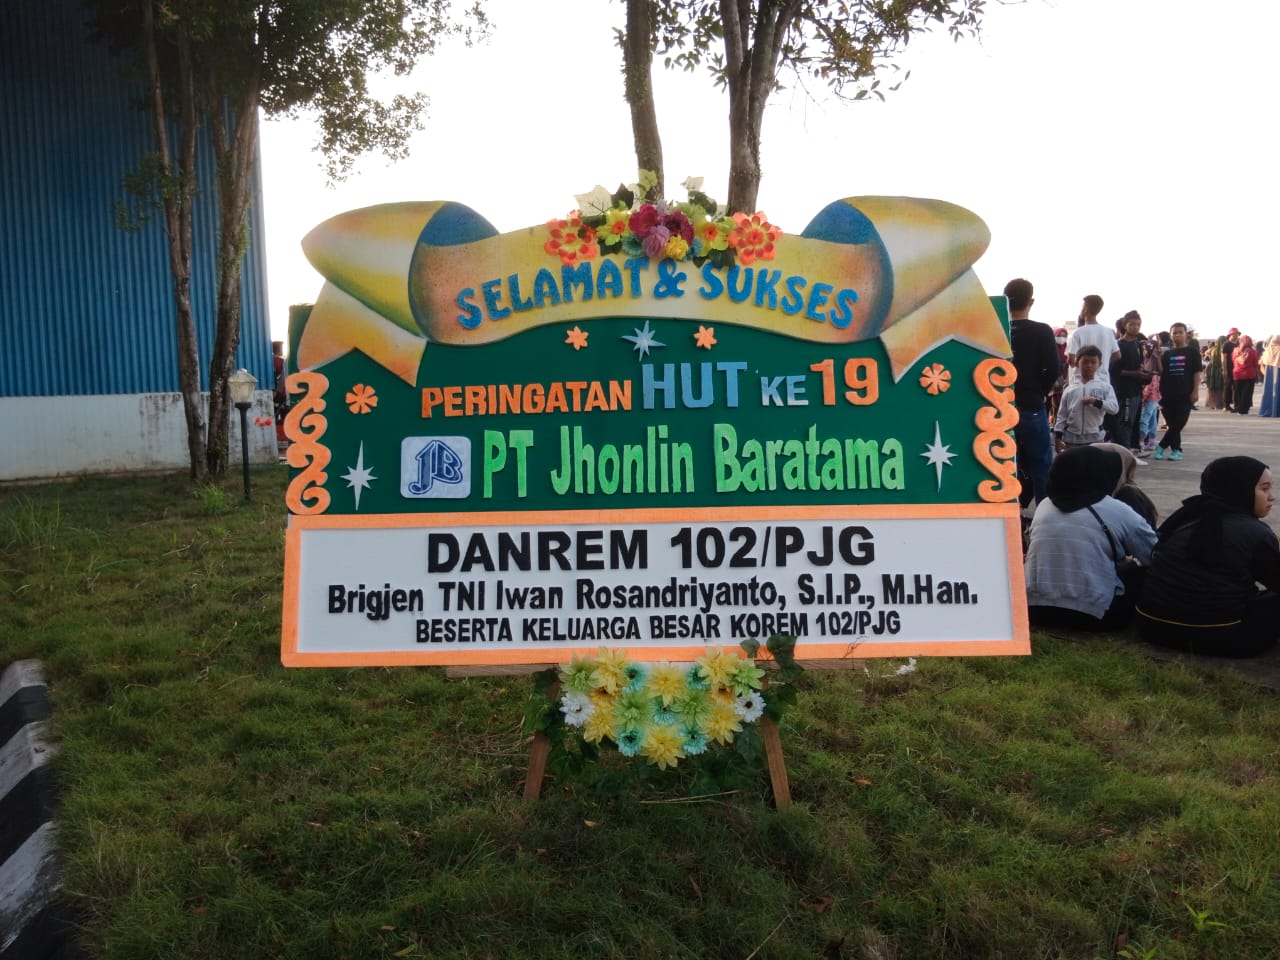 SELAMAT & SUKSES
PERINGATAN HUT KE 19
JB PT Jhonlin Baratama
DANREM 102/PJG
Brigjen TNI Iwan Rosandriyanto, S.I.P., M.Han.
BESERTA KELUARGA BESAR KOREM 102/PJG